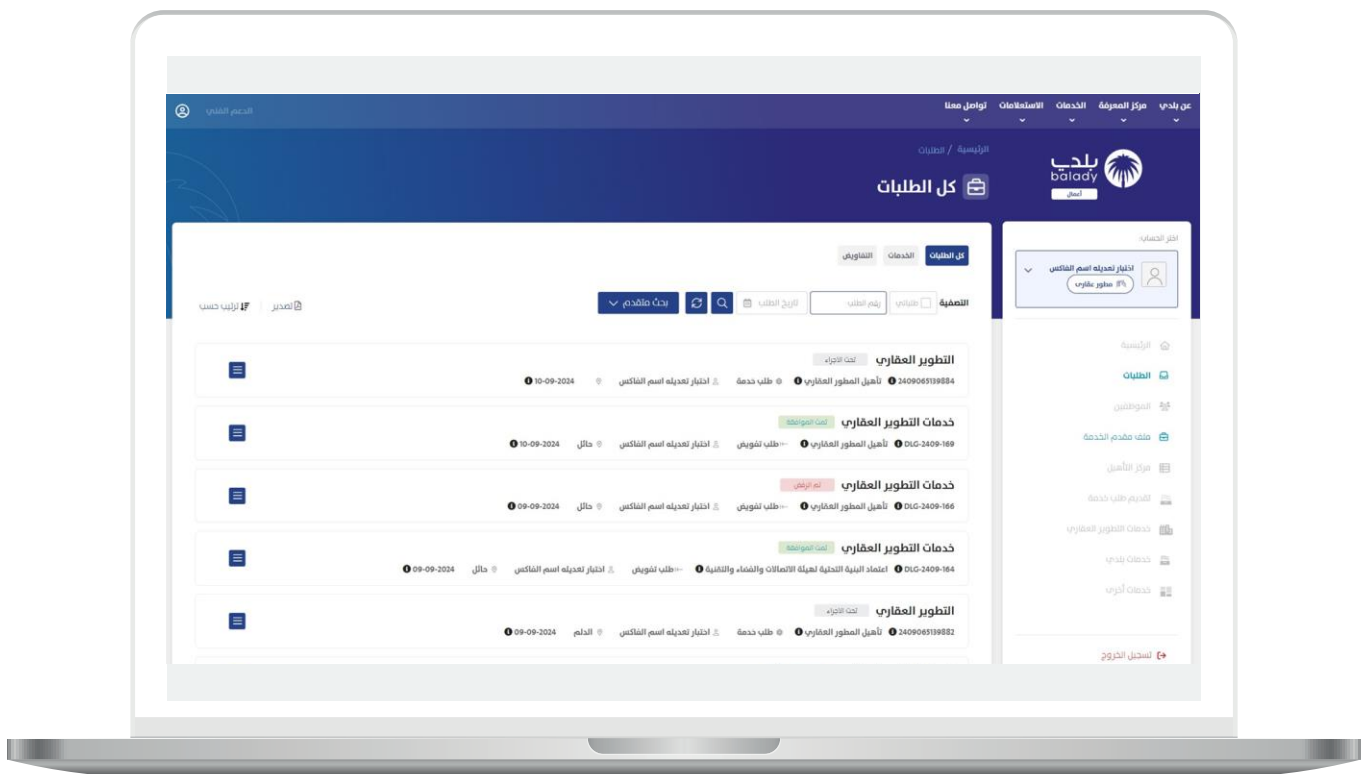 عن بلدي مركز المعرفة الخدمات الاستعلامات تواصل معنا
الدعم الفني
بلدي
balady
أعمال
الرئيسية / الطلبات
كل الطلبات
اختر الحساب:
اختبار تعديله اسم الفاكس
مطور عقاري
الرئيسية
الطلبات
الموظفين
ملف مقدم الخدمة
مركز التأهيل
تقديم طلب خدمة
خدمات التطوير العقاري
خدمات بلدي
خدمات أخرى
تسجيل الخروج
كل الطلبات الخدمات التفاويض
التصفية طلباتي رقم الطلب تاريخ الطلب بحث متقدم
تصدير ترتيب حسب
التطوير العقاري تحت الاجراء
2409065139884 تأهيل المطور العقاري طلب خدمة اختبار تعديله اسم الفاكس 10-09-2024
خدمات التطوير العقاري تمت الموافقة
DLG-2409-169 تأهيل المطور العقاري طلب تفويض اختبار تعديله اسم الفاكس حائل 10-09-2024
خدمات التطوير العقاري تم الرفض
DLG-2409-166 تأهيل المطور العقاري طلب تفويض اختبار تعديله اسم الفاكس حائل 09-09-2024
خدمات التطوير العقاري تمت الموافقة
DLG-2409-164 اعتماد البنية التحتية لهيئة الاتصالات والفضاء والتقنية طلب تفويض اختبار تعديله اسم الفاكس حائل 09-09-2024
التطوير العقاري تحت الاجراء
2409065139882 تأهيل المطور العقاري طلب خدمة اختبار تعديله اسم الفاكس الدلم 09-09-2024